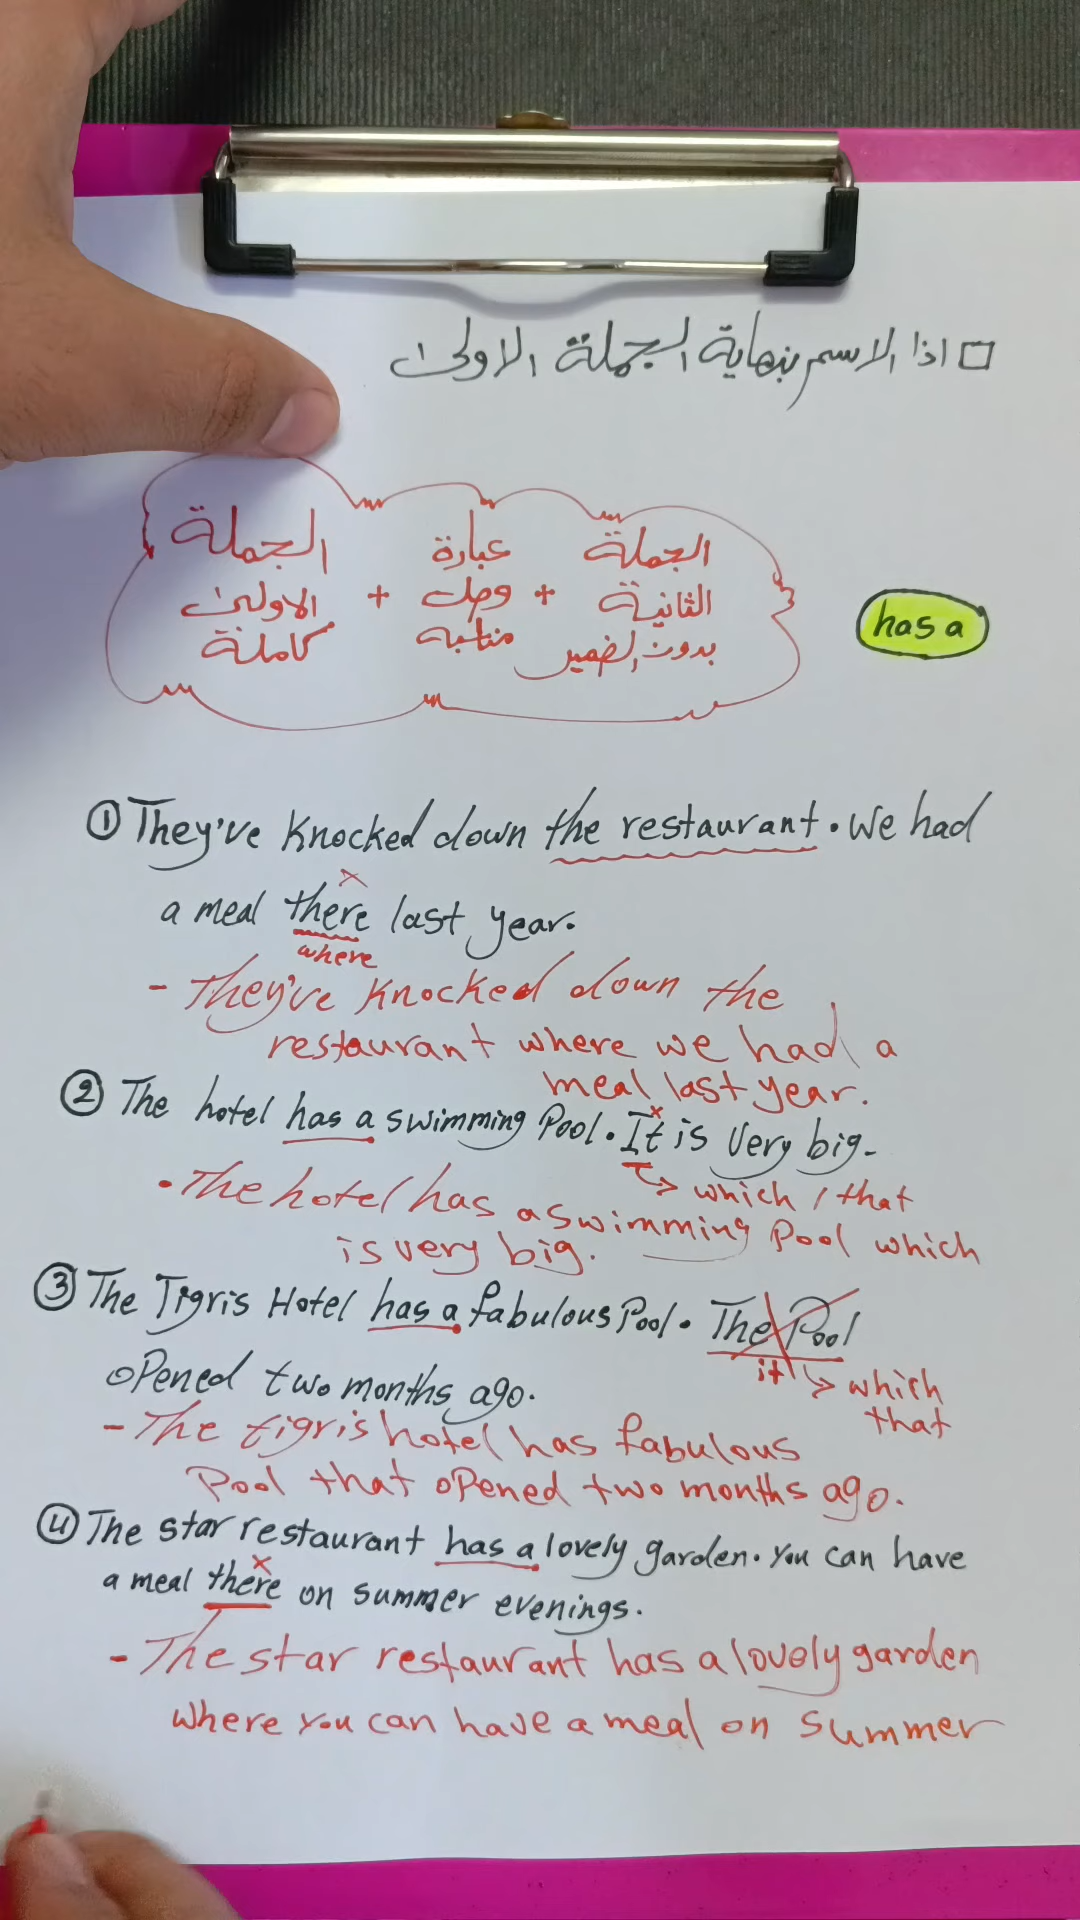 □ اذا الاسم بنهاية الجملة الاولى
الجملة الاولى كاملة + عبارة وصل مناسبه + الجملة الثانية بدون الضمير
has a
① They've knocked down the restaurant. We had
a meal there last year.
where
- They've knocked down the
restaurant where we had a
meal last year.
② The hotel has a swimming Pool. It is very big.
which / that
• The hotel has a swimming Pool which
is very big.
③ The Tigris Hotel has a fabulous Pool. The Pool
opened two months ago.
it which
that
- The tigris hotel has fabulous
Pool that opened two months ago.
④ The star restaurant has a lovely garden. You can have
a meal there on summer evenings.
- The star restaurant has a lovely garden
where you can have a meal on summer